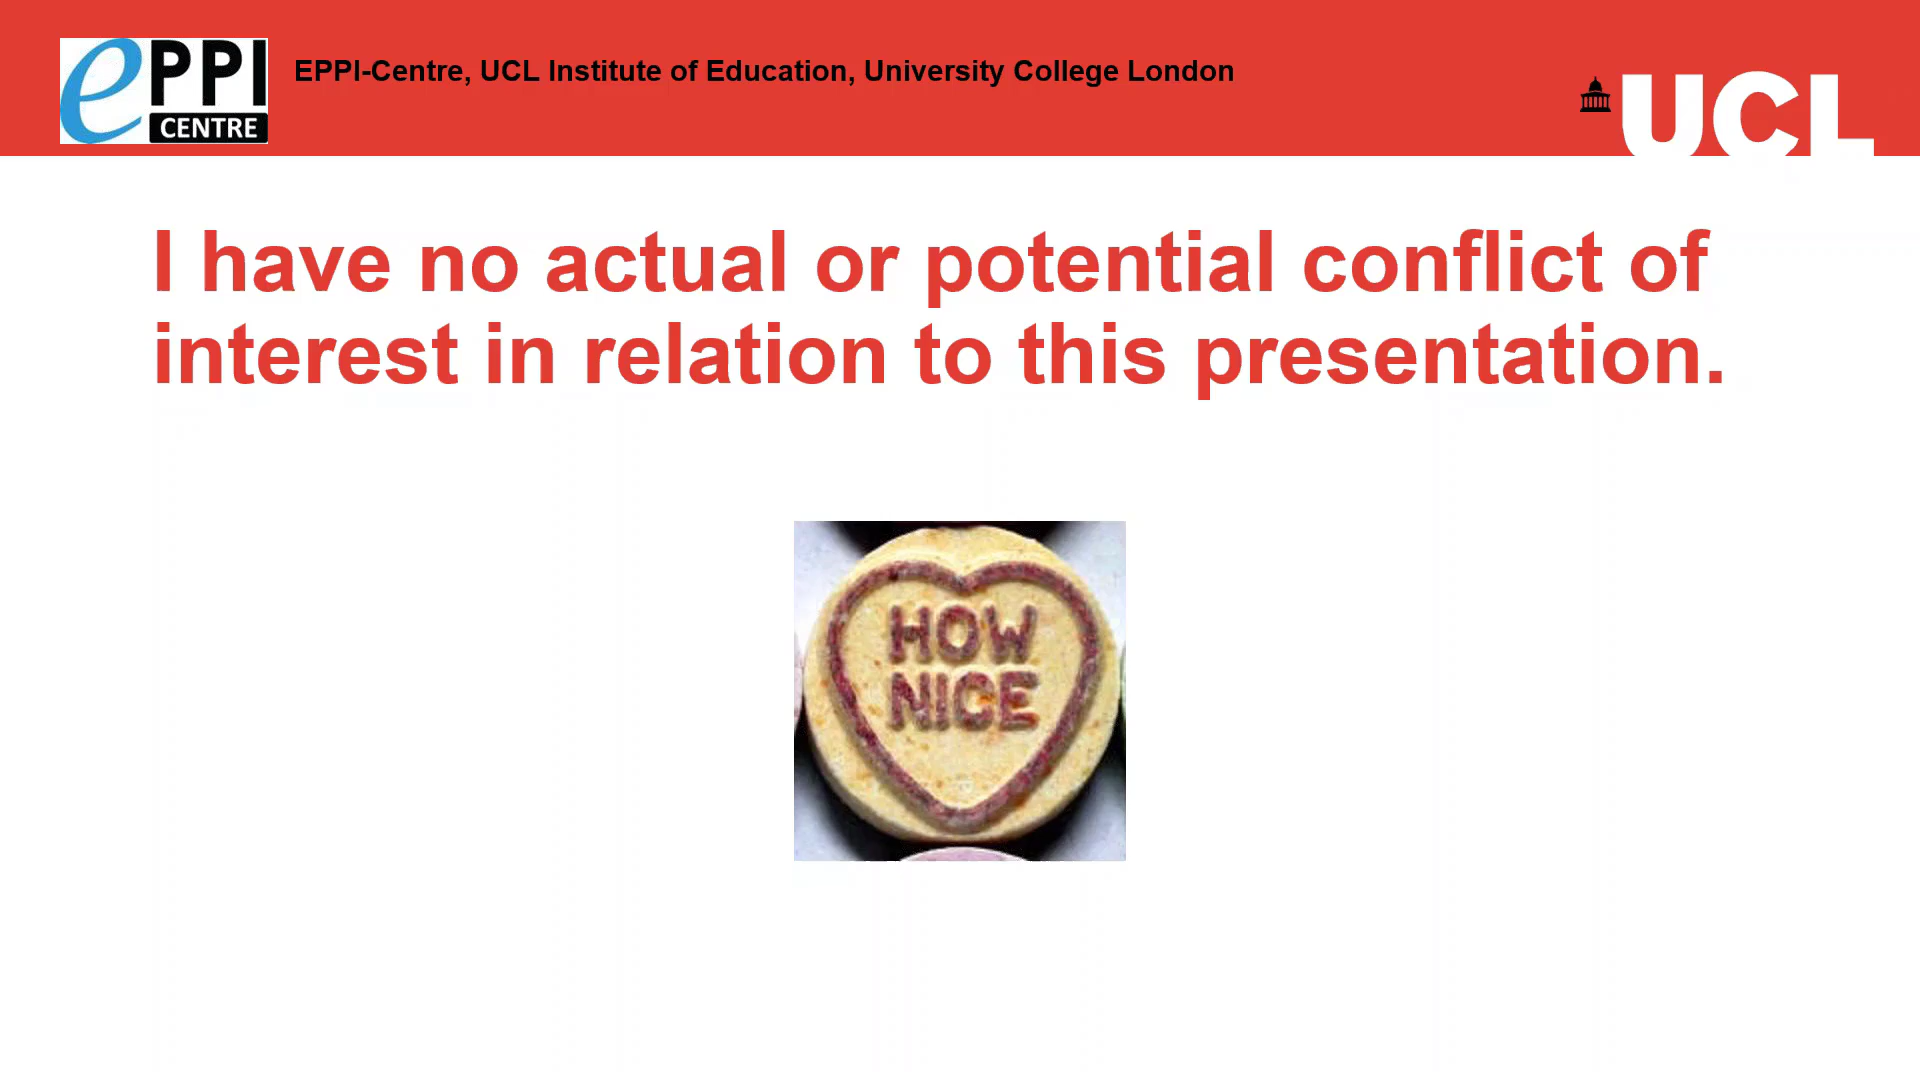 ePPI
CENTRE
EPPI-Centre, UCL Institute of Education, University College London
UCL
I have no actual or potential conflict of
interest in relation to this presentation.
HOW
NICE